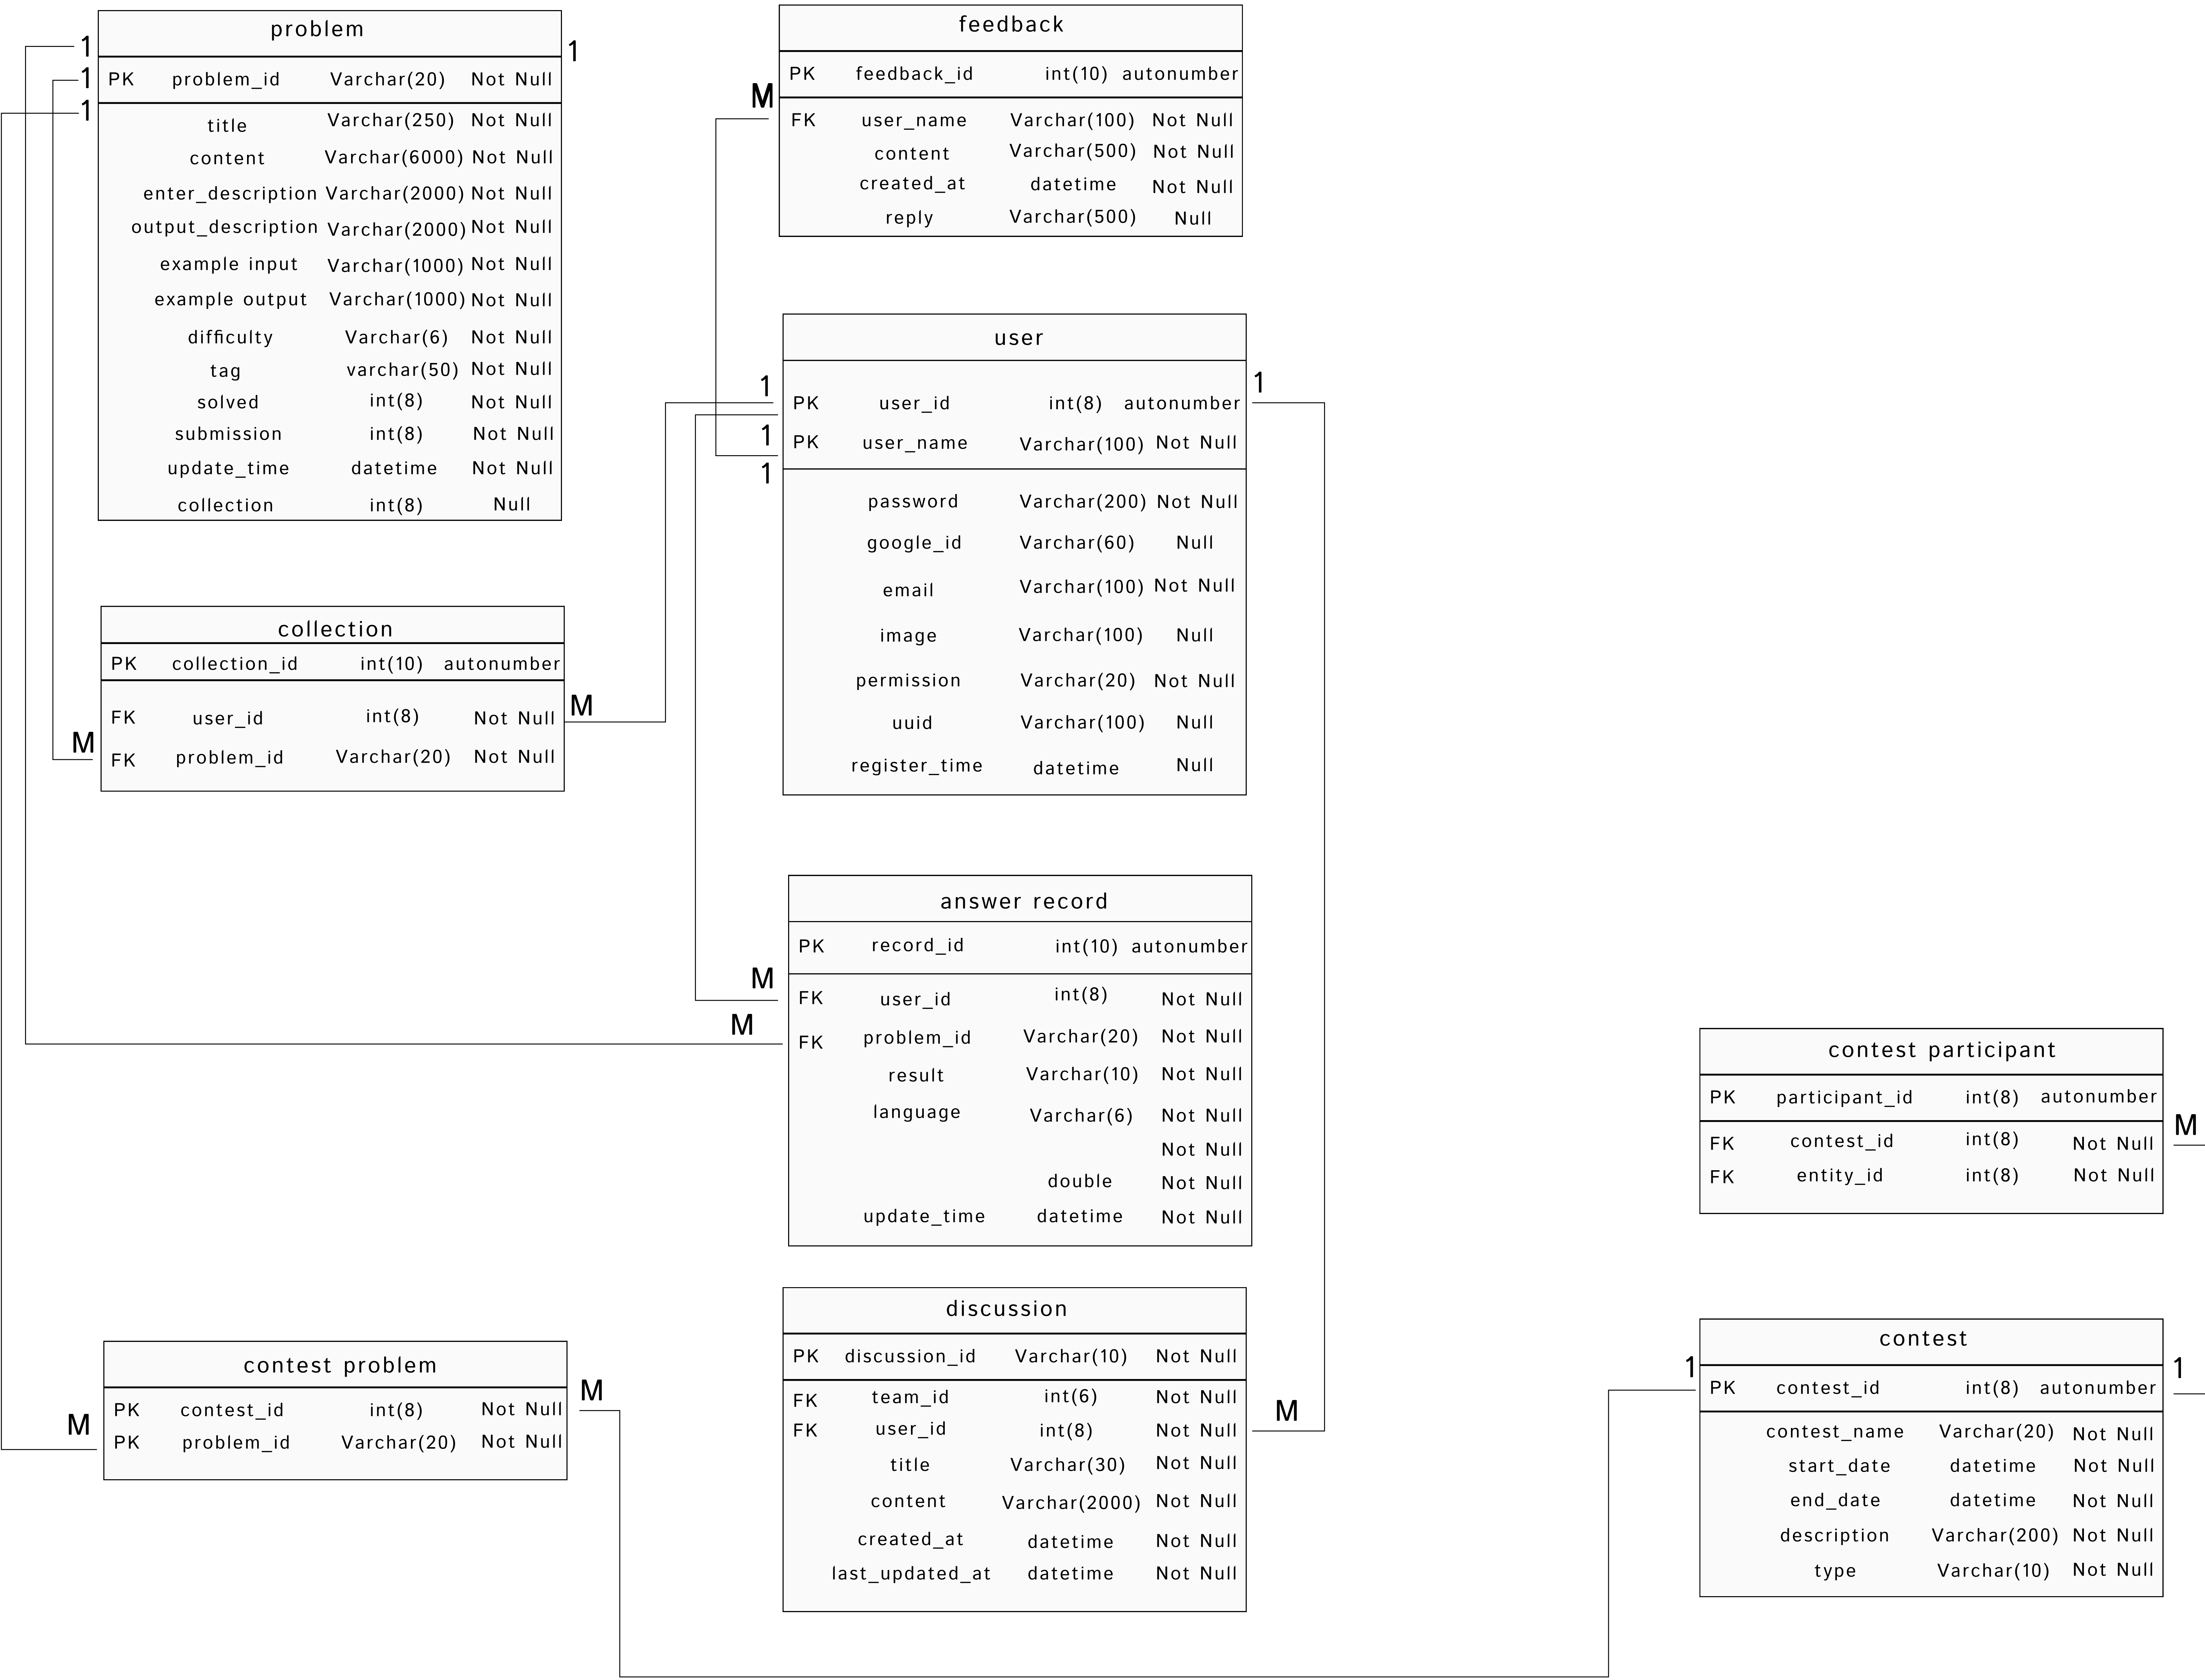 problem
1
1
PK problem_id Varchar(20) Not Null
1
1
title Varchar(250) Not Null
content Varchar(6000) Not Null
enter_description Varchar(2000) Not Null
output_description Varchar(2000) Not Null
example input Varchar(1000) Not Null
example output Varchar(1000) Not Null
difficulty Varchar(6) Not Null
tag varchar(50) Not Null
solved int(8) Not Null
submission int(8) Not Null
update_time datetime Not Null
collection int(8) Null
feedback
PK feedback_id int(10) autonumber
M
FK user_name Varchar(100) Not Null
content Varchar(500) Not Null
created_at datetime Not Null
reply Varchar(500) Null
user
1
1
PK user_id int(8) autonumber
1
PK user_name Varchar(100) Not Null
1
password Varchar(200) Not Null
google_id Varchar(60) Null
email Varchar(100) Not Null
image Varchar(100) Null
permission Varchar(20) Not Null
uuid Varchar(100) Null
register_time datetime Null
collection
PK collection_id int(10) autonumber
M
FK user_id int(8) Not Null
M
FK problem_id Varchar(20) Not Null
answer record
PK record_id int(10) autonumber
M
FK user_id int(8) Not Null
M
FK problem_id Varchar(20) Not Null
result Varchar(10) Not Null
language Varchar(6) Not Null
Not Null
double Not Null
update_time datetime Not Null
contest participant
PK participant_id int(8) autonumber
M
FK contest_id int(8) Not Null
FK entity_id int(8) Not Null
contest problem
M
PK contest_id int(8) Not Null
M
PK problem_id Varchar(20) Not Null
discussion
PK discussion_id Varchar(10) Not Null
FK team_id int(6) Not Null
M
FK user_id int(8) Not Null
title Varchar(30) Not Null
content Varchar(2000) Not Null
created_at datetime Not Null
last_updated_at datetime Not Null
contest
1
1
PK contest_id int(8) autonumber
contest_name Varchar(20) Not Null
start_date datetime Not Null
end_date datetime Not Null
description Varchar(200) Not Null
type Varchar(10) Not Null